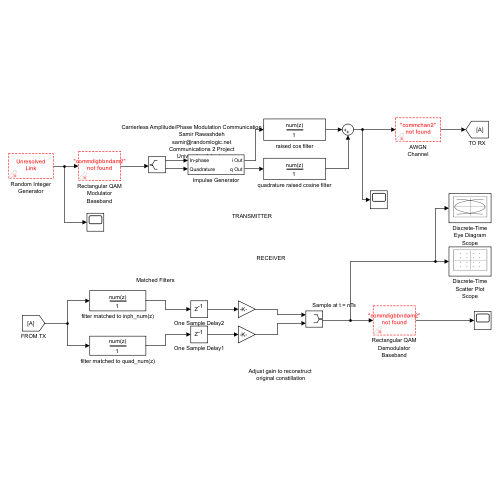 Carrierless Amplitude/Phase Modulation Communication
Samir Rawashdeh
samir@randomlogic.net
Communications 2 Project
Unresolved
Link
Random Integer
Generator
not found
Rectangular QAM
Modulator
Baseband
In-phase
Quadrature
i Out
q Out
Impulse Generator
num(z)
1
raised cos filter
num(z)
1
quadrature raised cosine filter
"commchan2"
not found
AWGN
Channel
[A]
TO RX
TRANSMITTER
RECEIVER
Discrete-Time
Eye Diagram
Scope
Discrete-Time
Scatter Plot
Scope
Matched Filters
[A]
FROM TX
num(z)
1
filter matched to inph_num(z)
num(z)
1
filter matched to quad_num(z)
Z⁻¹
One Sample Delay2
Z⁻¹
One Sample Delay1
-K-
-K-
Sample at t = nTs
not found
Rectangular QAM
Demodulator
Baseband
Adjust gain to reconstruct
original constillation